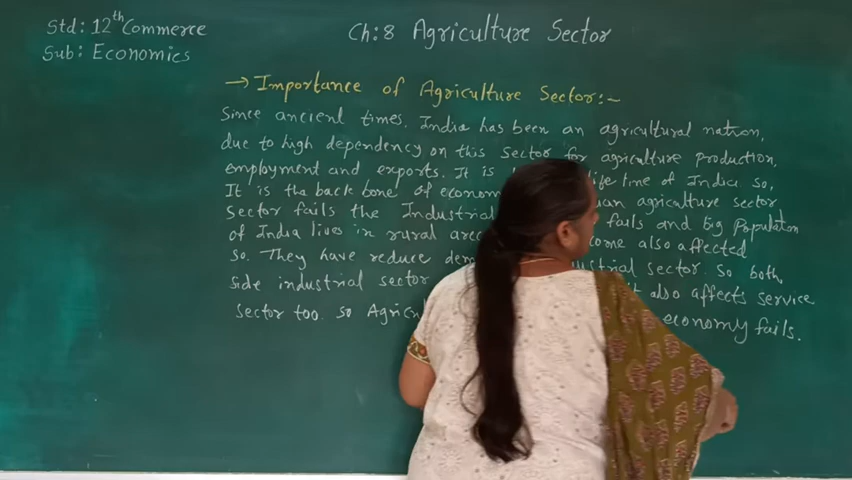 Std: 12th Commerce
Sub: Economics
Ch:8 Agriculture Sector
→ Importance of Agriculture Sector:-
Since ancient times. India has been an agricultural nation,
due to high dependency on this Sector for agriculture production,
employment and exports. It is life line of India. So,
It is the back bone of econom an agriculture sector
Sector fails the Industrial fails and big Population
of India lives in rural area come also affected
So. They have reduce dem ustrial sector. So both,
side industrial sector it also affects service
Sector too. So Agricul economy fails.